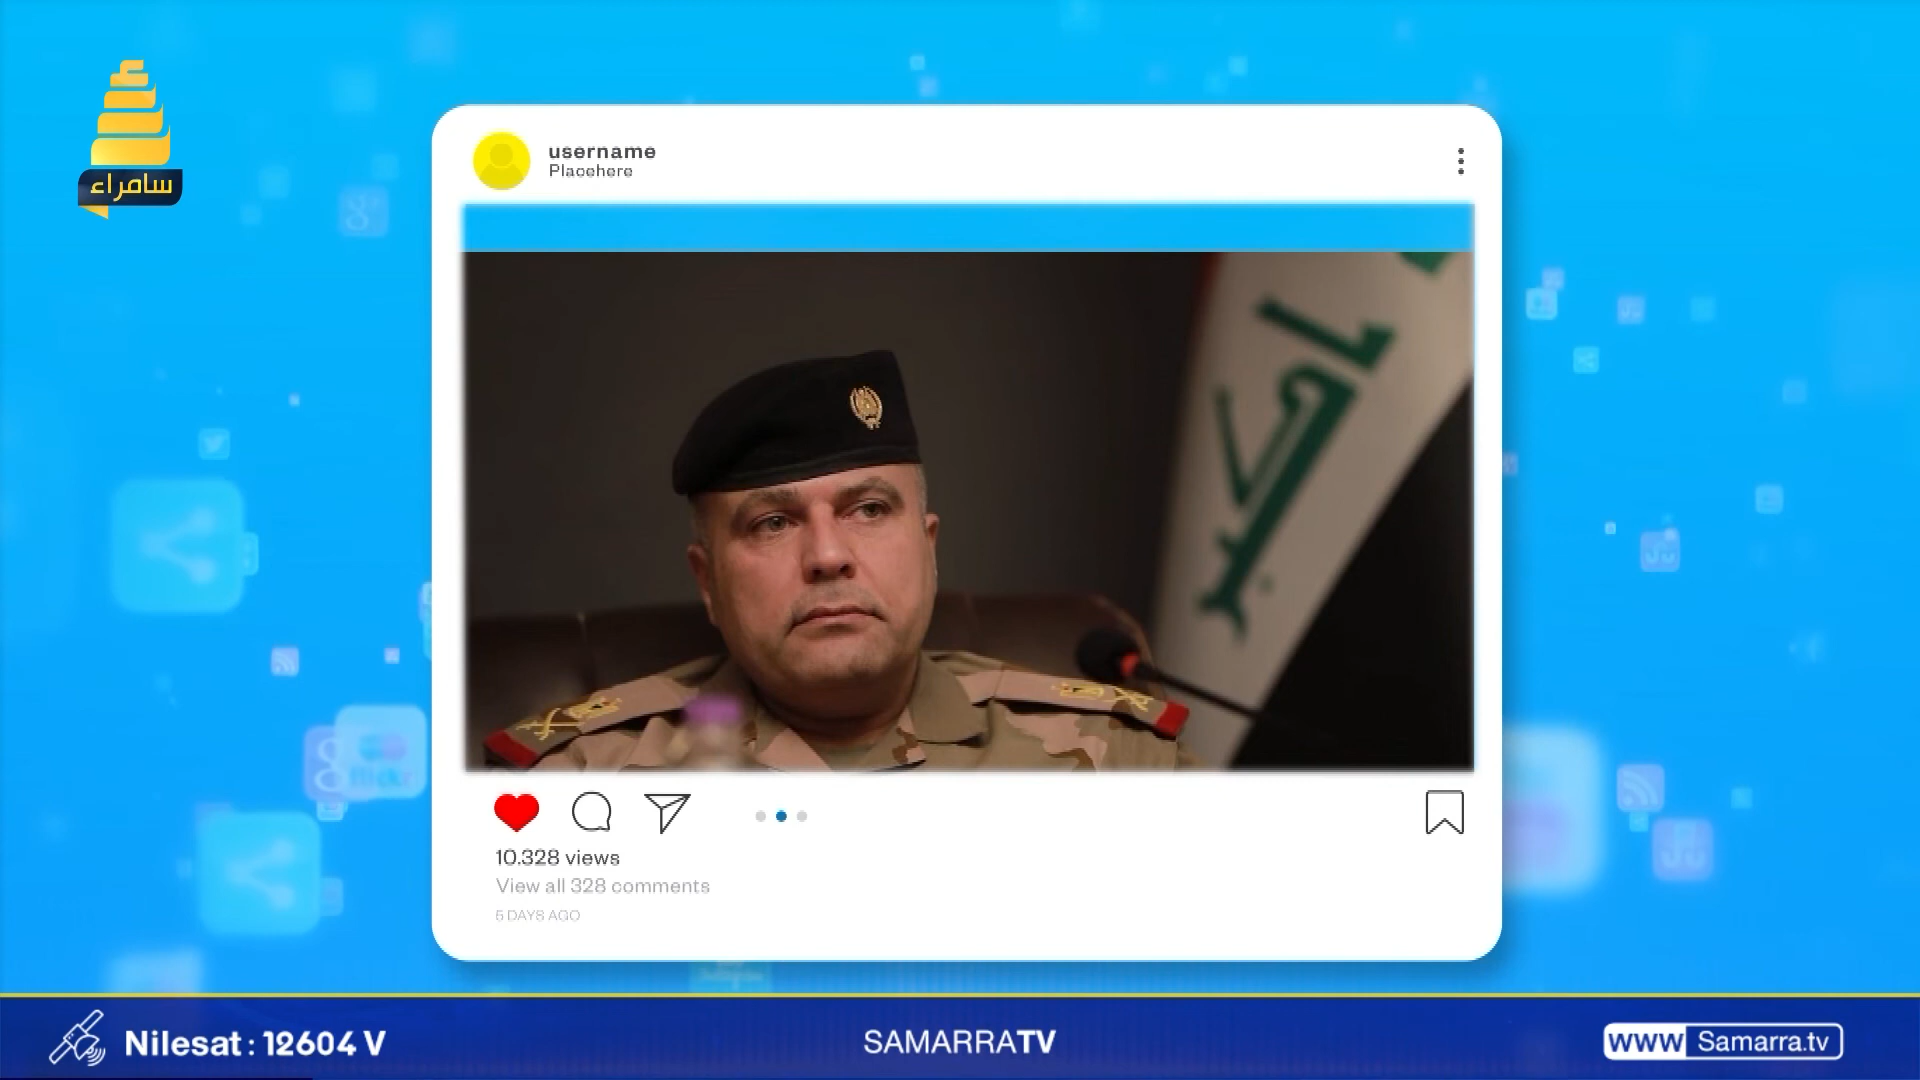 سامراء
username
Placehere
أكبر
10.328 views
View all 328 comments
5 DAYS AGO
Nilesat : 12604 V
SAMARRATV
WWW Samarra.tv